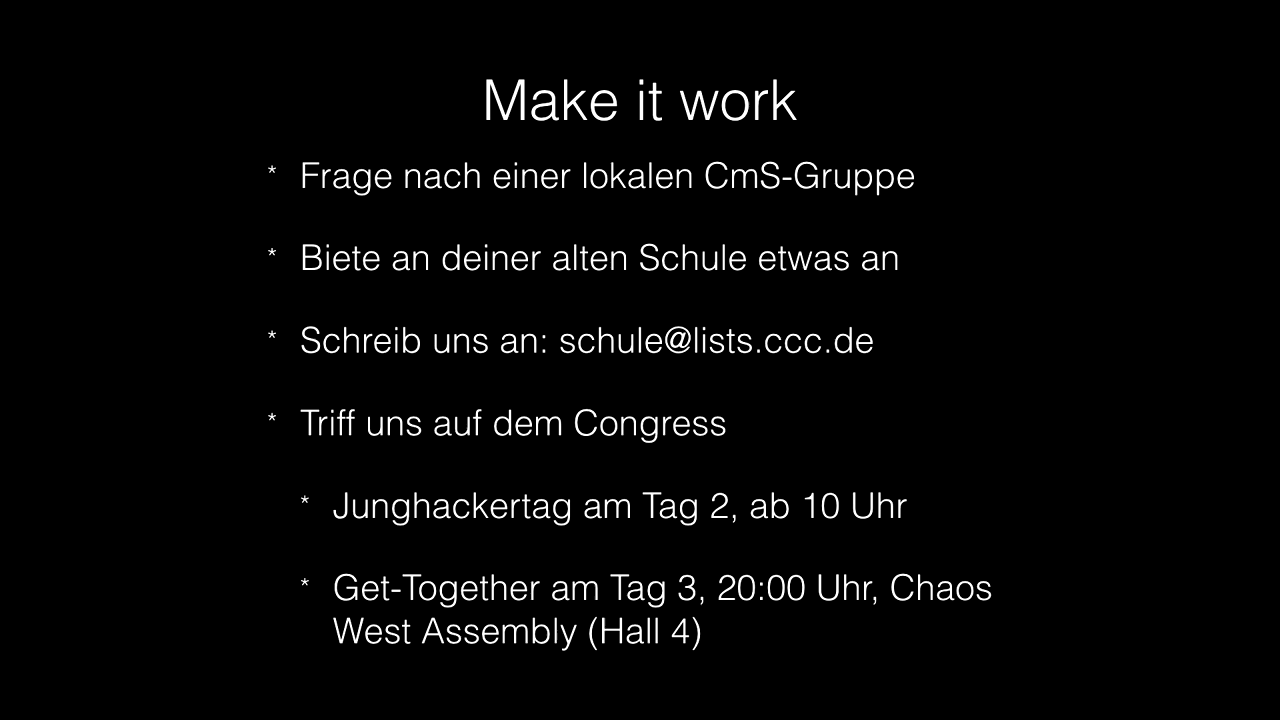 Make it work
* Frage nach einer lokalen CmS-Gruppe
* Biete an deiner alten Schule etwas an
* Schreib uns an: schule@lists.ccc.de
* Triff uns auf dem Congress
* Junghackertag am Tag 2, ab 10 Uhr
* Get-Together am Tag 3, 20:00 Uhr, Chaos
West Assembly (Hall 4)